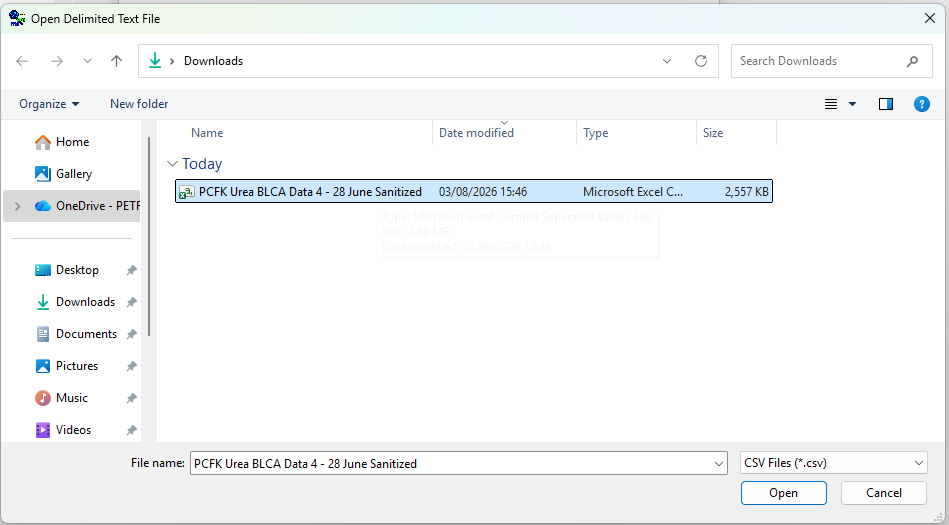 Open Delimited Text File
Downloads
Search Downloads
Organize
New folder
Name
Date modified
Type
Size
Home
Gallery
OneDrive - PETR
Desktop
Downloads
Documents
Pictures
Music
Videos
Today
PCFK Urea BLCA Data 4 - 28 June Sanitized
03/08/2026 15:46
Microsoft Excel C...
2,557 KB
Type: Microsoft Excel Comma Separated Values File
Size: 2.49 MB
Date modified: 03/08/2026 15:46
File name:
PCFK Urea BLCA Data 4 - 28 June Sanitized
CSV Files (*.csv)
Open
Cancel